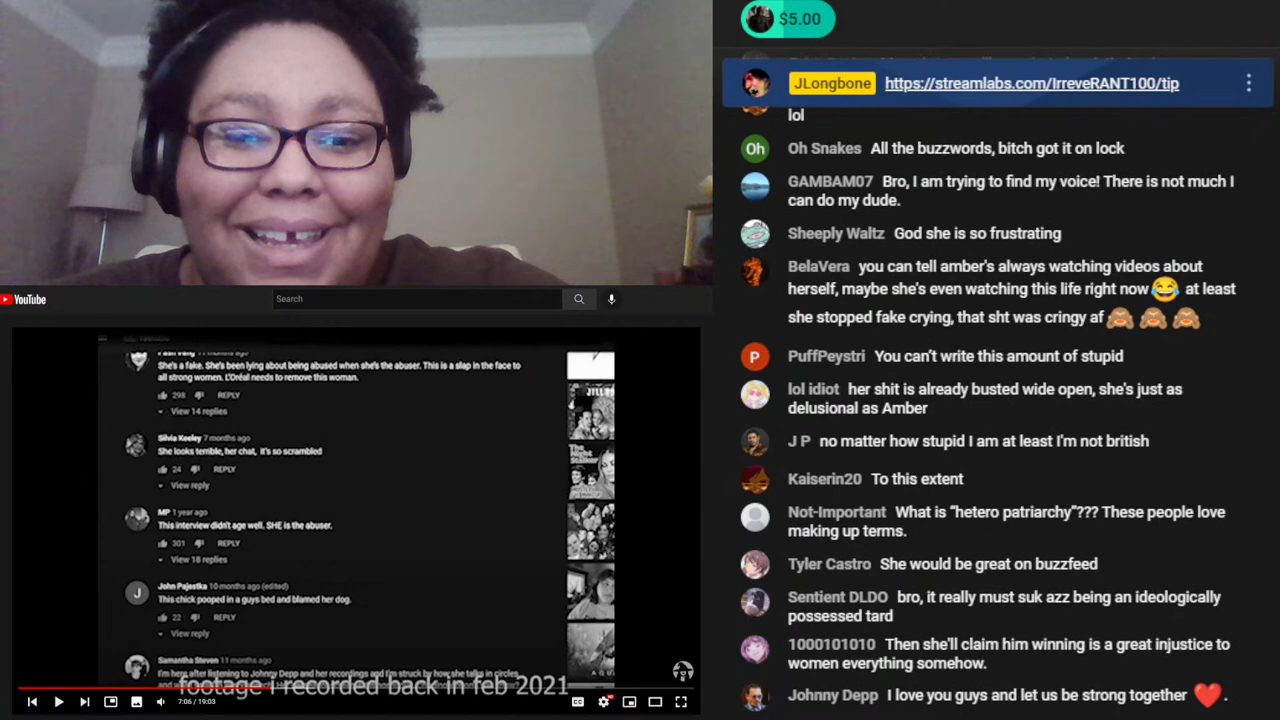 $5.00
JLongbone https://streamlabs.com/IrreveRANT100/tip
lol
Oh Oh Snakes All the buzzwords, bitch got it on lock
GAMBAM07 Bro, I am trying to find my voice! There is not much I
can do my dude.
Sheeply Waltz God she is so frustrating
BelaVera you can tell amber's always watching videos about
herself, maybe she's even watching this life right now😂 at least
she stopped fake crying, that sht was cringy af🙈 🙈 🙈
P PuffPeystri You can't write this amount of stupid
lol idiot her shit is already busted wide open, she's just as
delusional as Amber
J P no matter how stupid I am at least I'm not british
Kaiserin20 To this extent
Not-Important What is “hetero patriarchy”??? These people love
making up terms.
Tyler Castro She would be great on buzzfeed
Sentient DLDO bro, it really must suk azz being an ideologically
possessed tard
1000101010 Then she'll claim him winning is a great injustice to
women everything somehow.
Johnny Depp I love you guys and let us be strong together ❤️.
YouTube
Search
11 months ago
She's a fake. She's been lying about being abused when she's the abuser. This is a slap in the face to
all strong women. L'Oréal needs to remove this woman.
298 REPLY
View 14 replies
Silvia Keeley 7 months ago
She looks terrible, her chat, it's so scrambled
24 REPLY
View reply
MP 1 year ago
This interview didn't age well. SHE is the abuser.
301 REPLY
View 18 replies
J John Pajestka 10 months ago (edited)
This chick pooped in a guys bed and blamed her dog.
22 REPLY
View reply
Samantha Steven 11 months ago
I'm here after listening to Johnny Depp and her recordings and I'm struck by how she talks in circles,
footage i recorded back in feb 2021
The Night Stalker
7:06 / 19:03
CC
HD